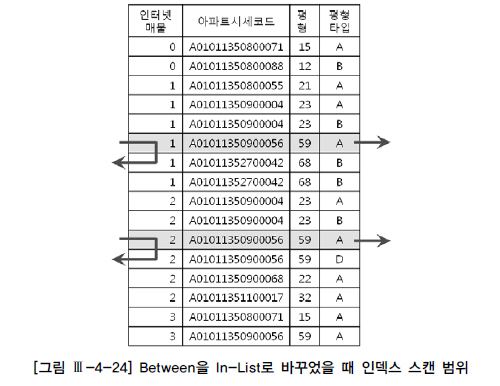 인터넷 매물 아파트시세코드 평형 평형 타입
0 A01011350800071 15 A
0 A01011350800088 12 B
1 A01011350800055 21 A
1 A01011350900004 23 A
1 A01011350900004 23 B
1 A01011350900056 59 A
1 A01011352700042 68 B
1 A01011352700042 68 B
2 A01011350900004 23 A
2 A01011350900004 23 B
2 A01011350900056 59 A
2 A01011350900056 59 D
2 A01011350900068 22 A
2 A01011351100017 32 A
3 A01011350800071 15 A
3 A01011350900056 59 A
[그림 Ⅲ-4-24] Between을 In-List로 바꾸었을 때 인덱스 스캔 범위